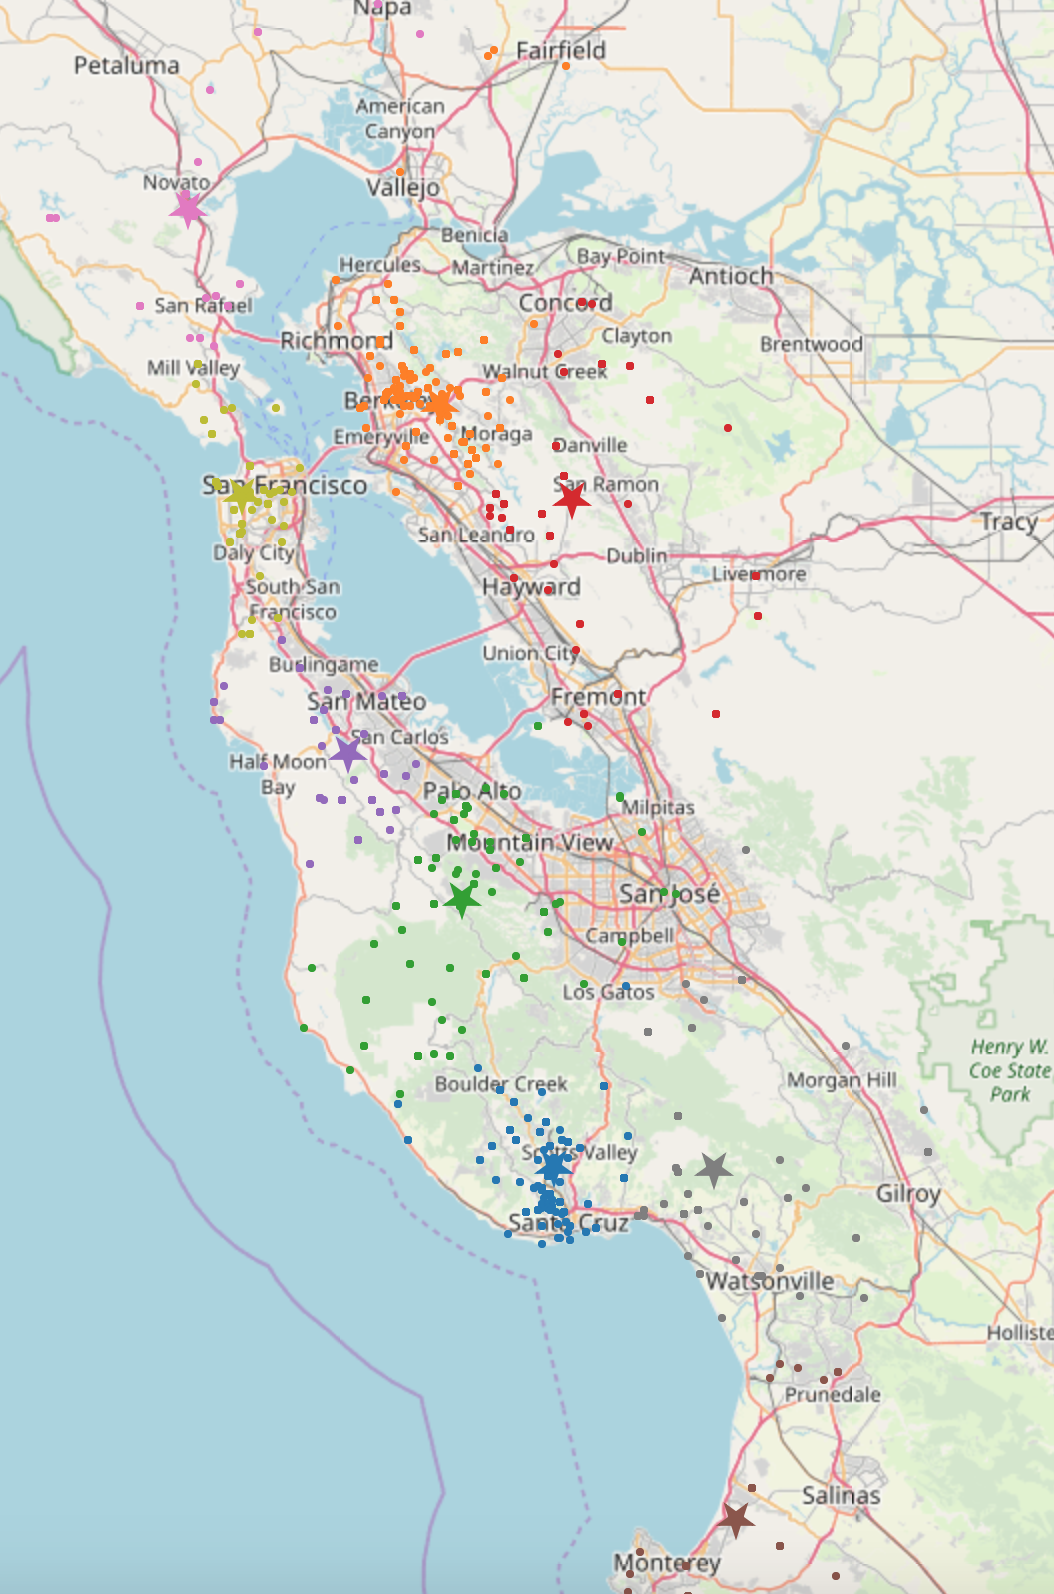 Napa
Petaluma
Fairfield
American
Canyon
Novato
Vallejo
Benicia
Hercules
Martinez
Bay Point
Antioch
San Rafael
Concord
Richmond
Clayton
Brentwood
Mill Valley
Walnut Creek
Berkeley
Emeryville
Moraga
Danville
San Francisco
San Ramon
San Leandro
Tracy
Daly City
Dublin
Livermore
South San
Francisco
Hayward
Burlingame
Union City
San Mateo
Fremont
San Carlos
Half Moon
Bay
Palo Alto
Milpitas
Mountain View
San José
Campbell
Los Gatos
Henry W.
Coe State
Park
Boulder Creek
Morgan Hill
Scotts Valley
Gilroy
Santa Cruz
Watsonville
Holliste
Prunedale
Salinas
Monterey